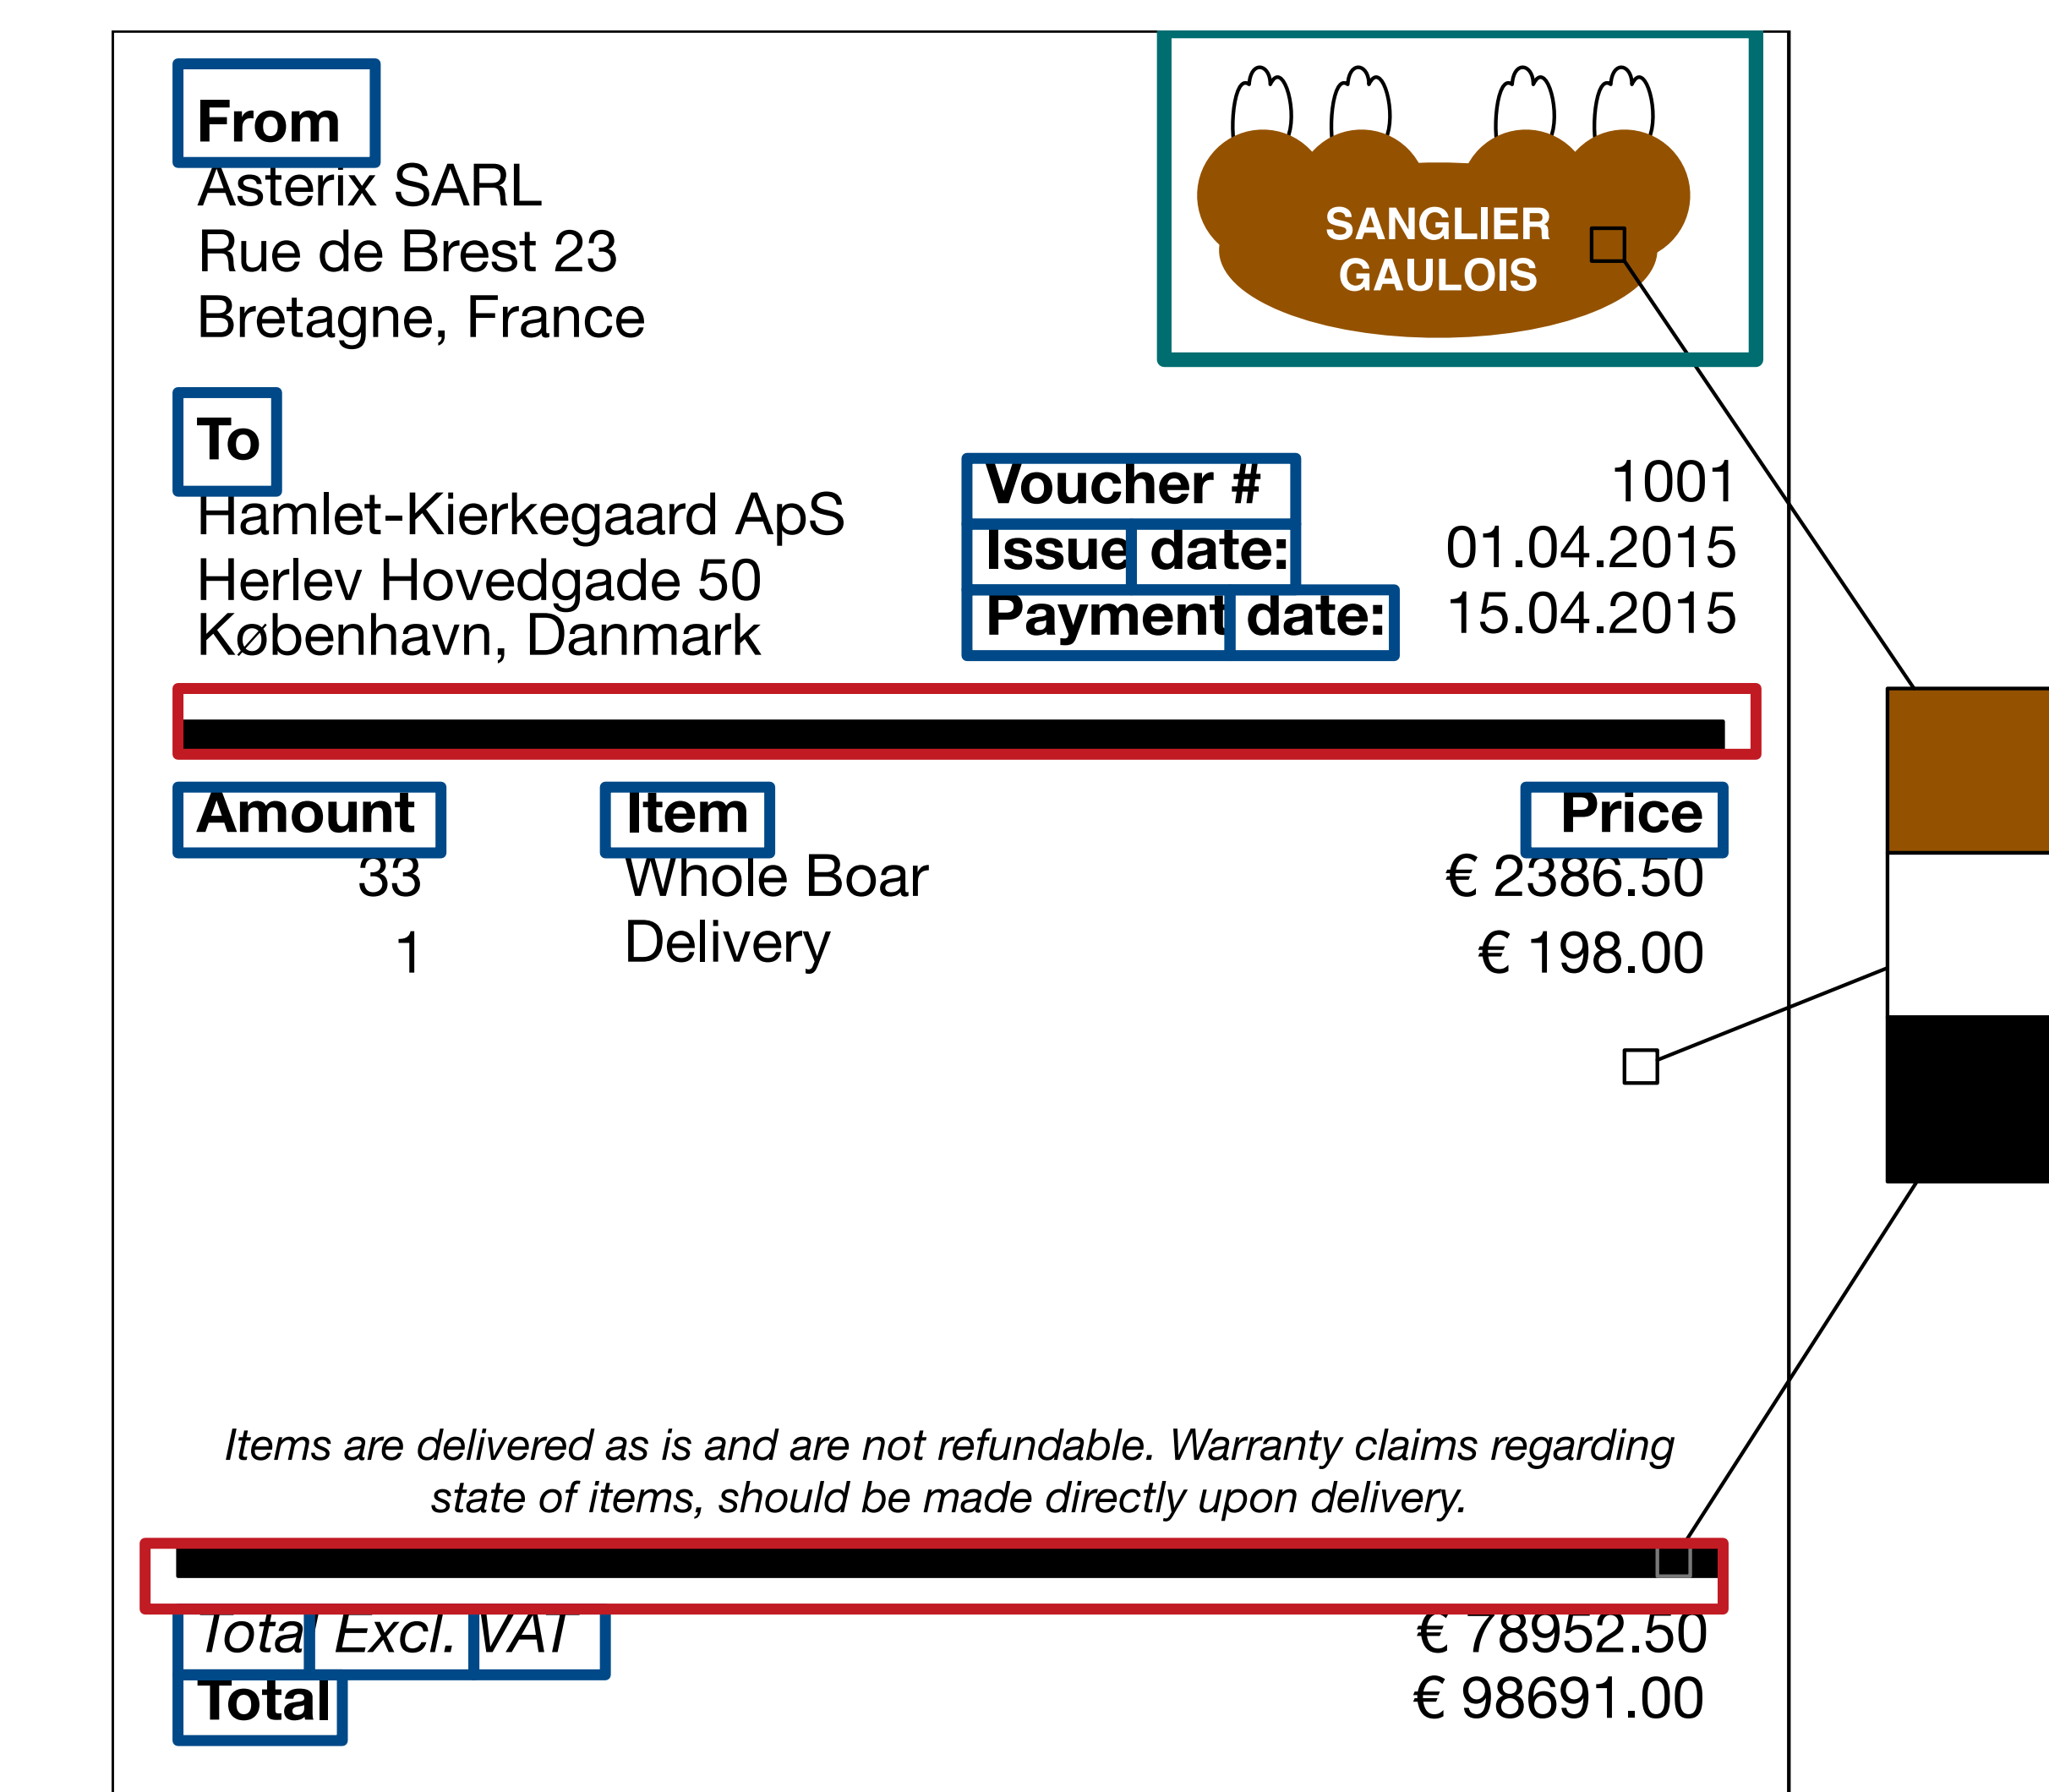 From
Asterix SARL
Rue de Brest 23
Bretagne, France
SANGLIER
GAULOIS
To
Hamlet-Kierkegaard ApS
Herlev Hovedgade 50
København, Danmark
Voucher # 1001
Issue date: 01.04.2015
Payment date: 15.04.2015
Amount Item Price
33 Whole Boar € 2386.50
1 Delivery € 198.00
Items are delivered as is and are not refundable. Warranty claims regarding
state of items, should be made directly upon delivery.
Total Excl. VAT € 78952.50
Total € 98691.00